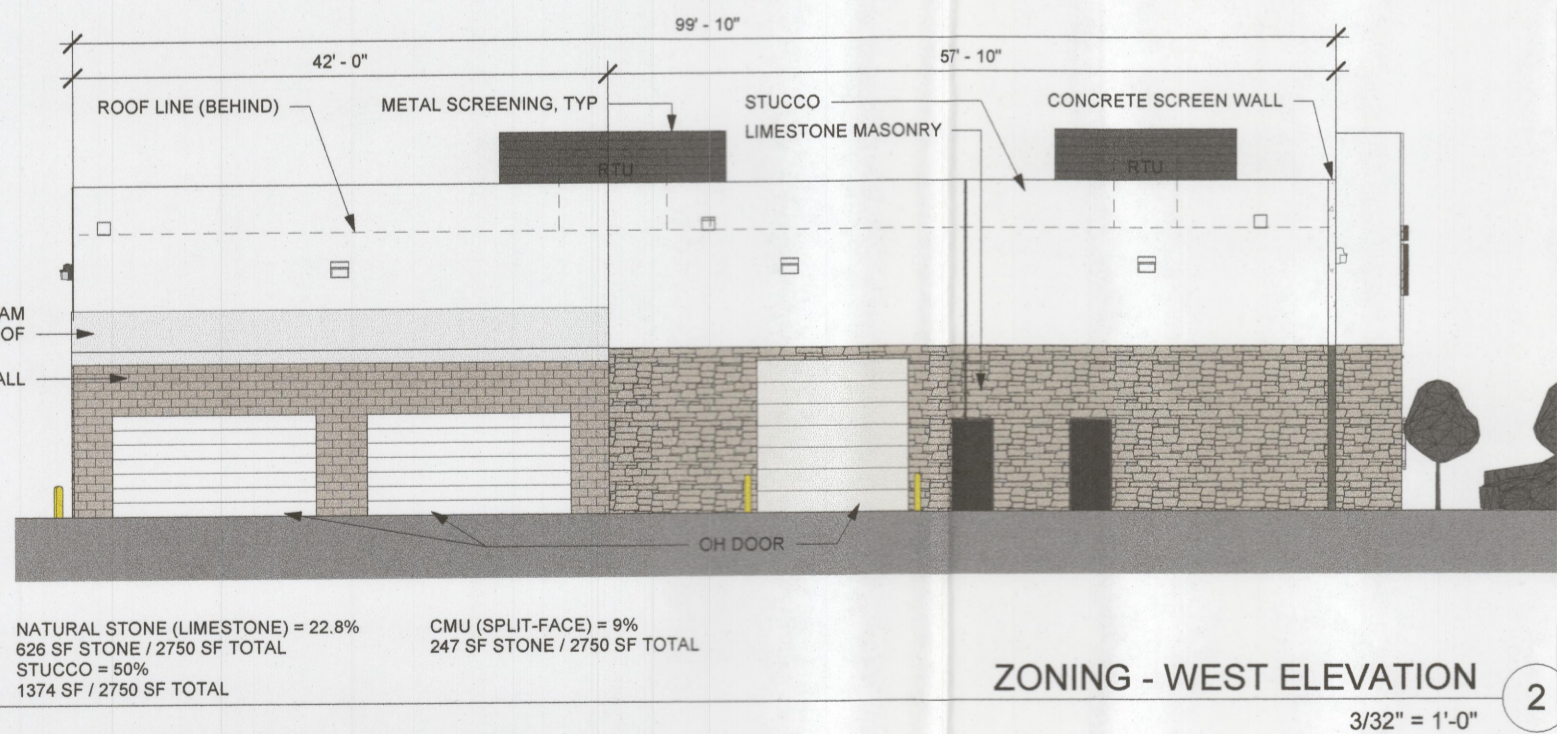 99' - 10"
42' - 0"
57' - 10"
ROOF LINE (BEHIND)
METAL SCREENING, TYP
STUCCO
CONCRETE SCREEN WALL
LIMESTONE MASONRY
RTU
RTU
AM
OF
ALL
OH DOOR
NATURAL STONE (LIMESTONE) = 22.8%
626 SF STONE / 2750 SF TOTAL
STUCCO = 50%
1374 SF / 2750 SF TOTAL
CMU (SPLIT-FACE) = 9%
247 SF STONE / 2750 SF TOTAL
ZONING - WEST ELEVATION
2
3/32" = 1'-0"